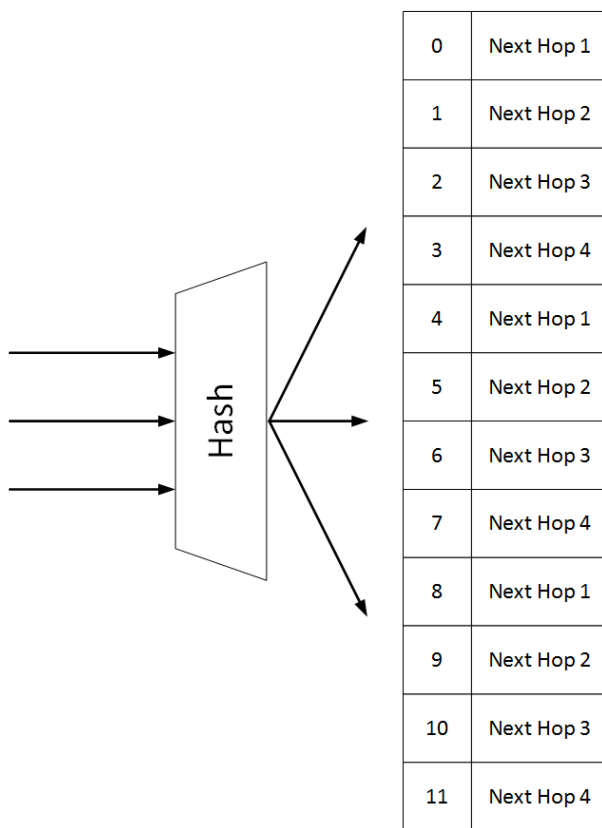 0 Next Hop 1
1 Next Hop 2
2 Next Hop 3
3 Next Hop 4
4 Next Hop 1
5 Next Hop 2
Hash
6 Next Hop 3
7 Next Hop 4
8 Next Hop 1
9 Next Hop 2
10 Next Hop 3
11 Next Hop 4